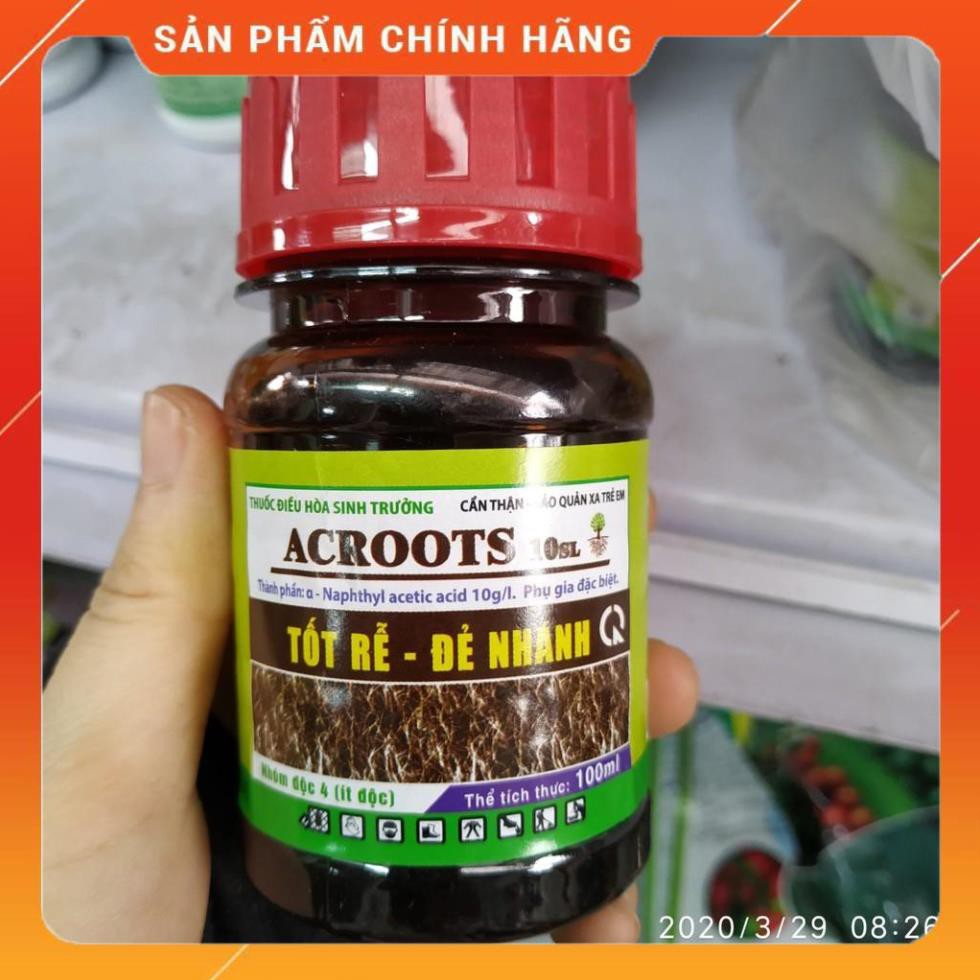 SẢN PHẨM CHÍNH HÃNG
THUỐC ĐIỀU HÒA SINH TRƯỞNG
CẨN THẬN - BẢO QUẢN XA TRẺ EM
ACROOTS 10SL
Thành phần: α - Naphthyl acetic acid 10g/l. Phụ gia đặc biệt.
TỐT RỄ - ĐẺ NHANH
Nhóm độc 4 (ít độc)
Thể tích thực: 100ml
2020/3/29 08:26